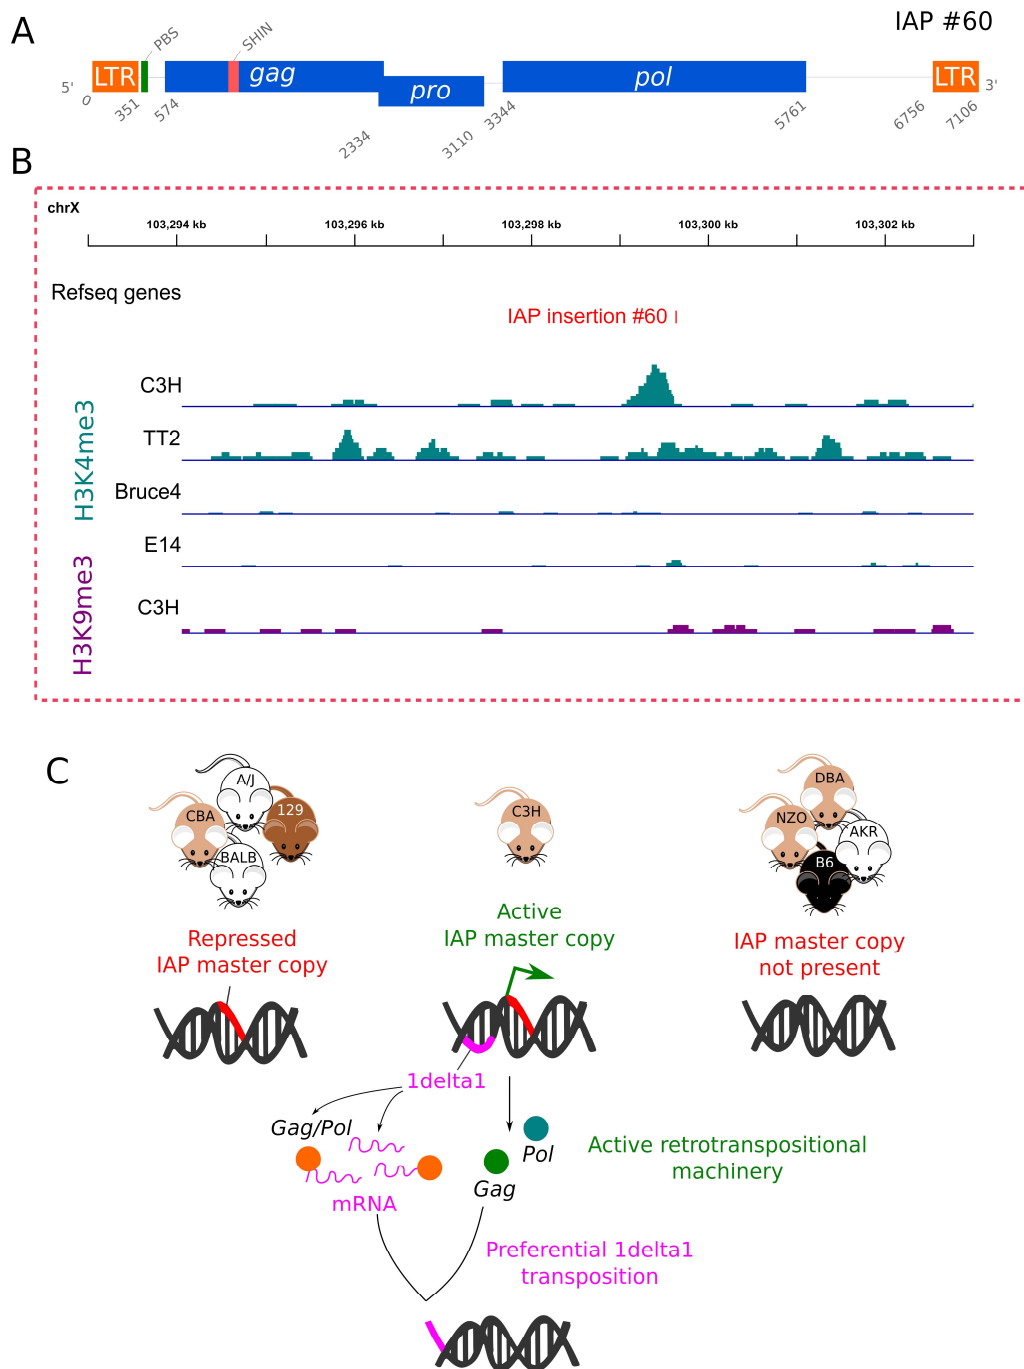 A
IAP #60
PBS
SHIN
5'
LTR
gag
pro
pol
LTR
3'
0
351
574
2334
3110
3344
5761
6756
7106
B
chrX
103,294 kb
103,296 kb
103,298 kb
103,300 kb
103,302 kb
Refseq genes
IAP insertion #60
H3K4me3
C3H
TT2
Bruce4
E14
H3K9me3
C3H
C
A/J
CBA
129
BALB
C3H
DBA
NZO
AKR
B6
Repressed
IAP master copy
Active
IAP master copy
IAP master copy
not present
1delta1
Gag/Pol
mRNA
Pol
Gag
Active retrotranspositional
machinery
Preferential 1delta1
transposition